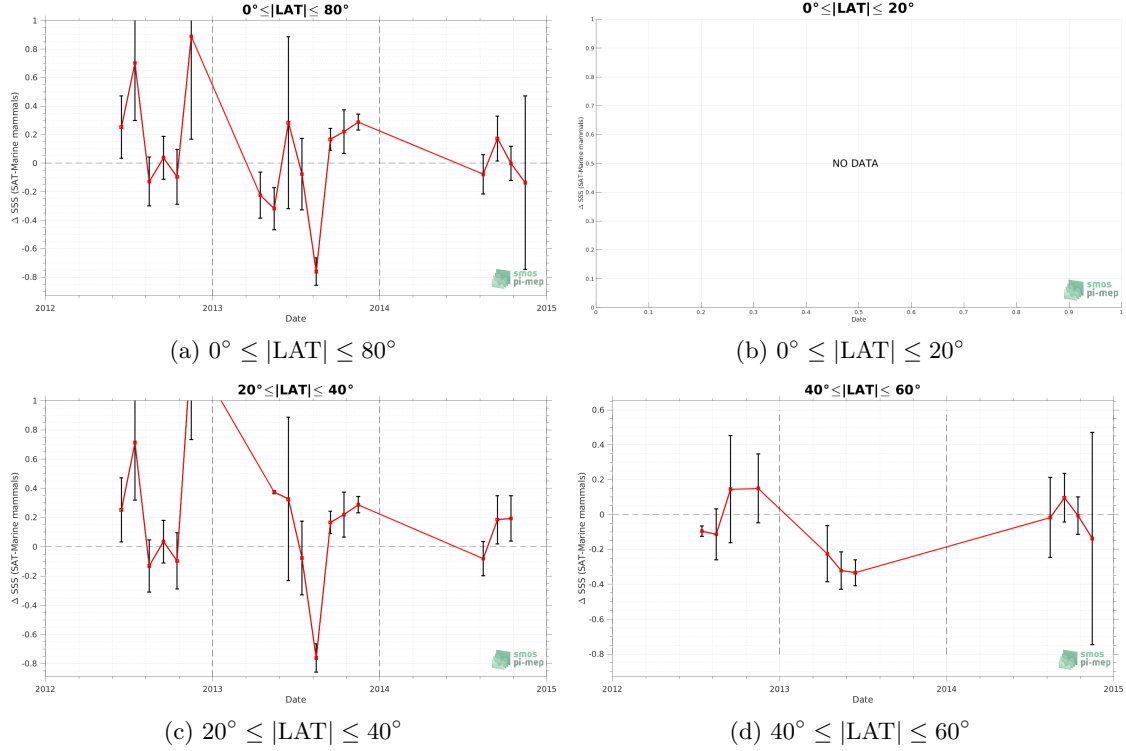 0°≤|LAT|≤ 80°
Δ SSS (SAT-Marine mammals)
1
0.8
0.6
0.4
0.2
0
-0.2
-0.4
-0.6
-0.8
2012
2013
2014
2015
Date
smos
pi-mep
(a) 0° ≤ |LAT| ≤ 80°
0°≤|LAT|≤ 20°
Δ SSS (SAT-Marine mammals)
1
0.9
0.8
0.7
0.6
0.5
0.4
0.3
0.2
0.1
0
NO DATA
0 0.1 0.2 0.3 0.4 0.5 0.6 0.7 0.8 0.9 1
Date
smos
pi-mep
(b) 0° ≤ |LAT| ≤ 20°
20°≤|LAT|≤ 40°
Δ SSS (SAT-Marine mammals)
1
0.8
0.6
0.4
0.2
0
-0.2
-0.4
-0.6
-0.8
2012
2013
2014
2015
Date
smos
pi-mep
(c) 20° ≤ |LAT| ≤ 40°
40°≤|LAT|≤ 60°
Δ SSS (SAT-Marine mammals)
0.6
0.4
0.2
0
-0.2
-0.4
-0.6
-0.8
2012
2013
2014
2015
Date
smos
pi-mep
(d) 40° ≤ |LAT| ≤ 60°